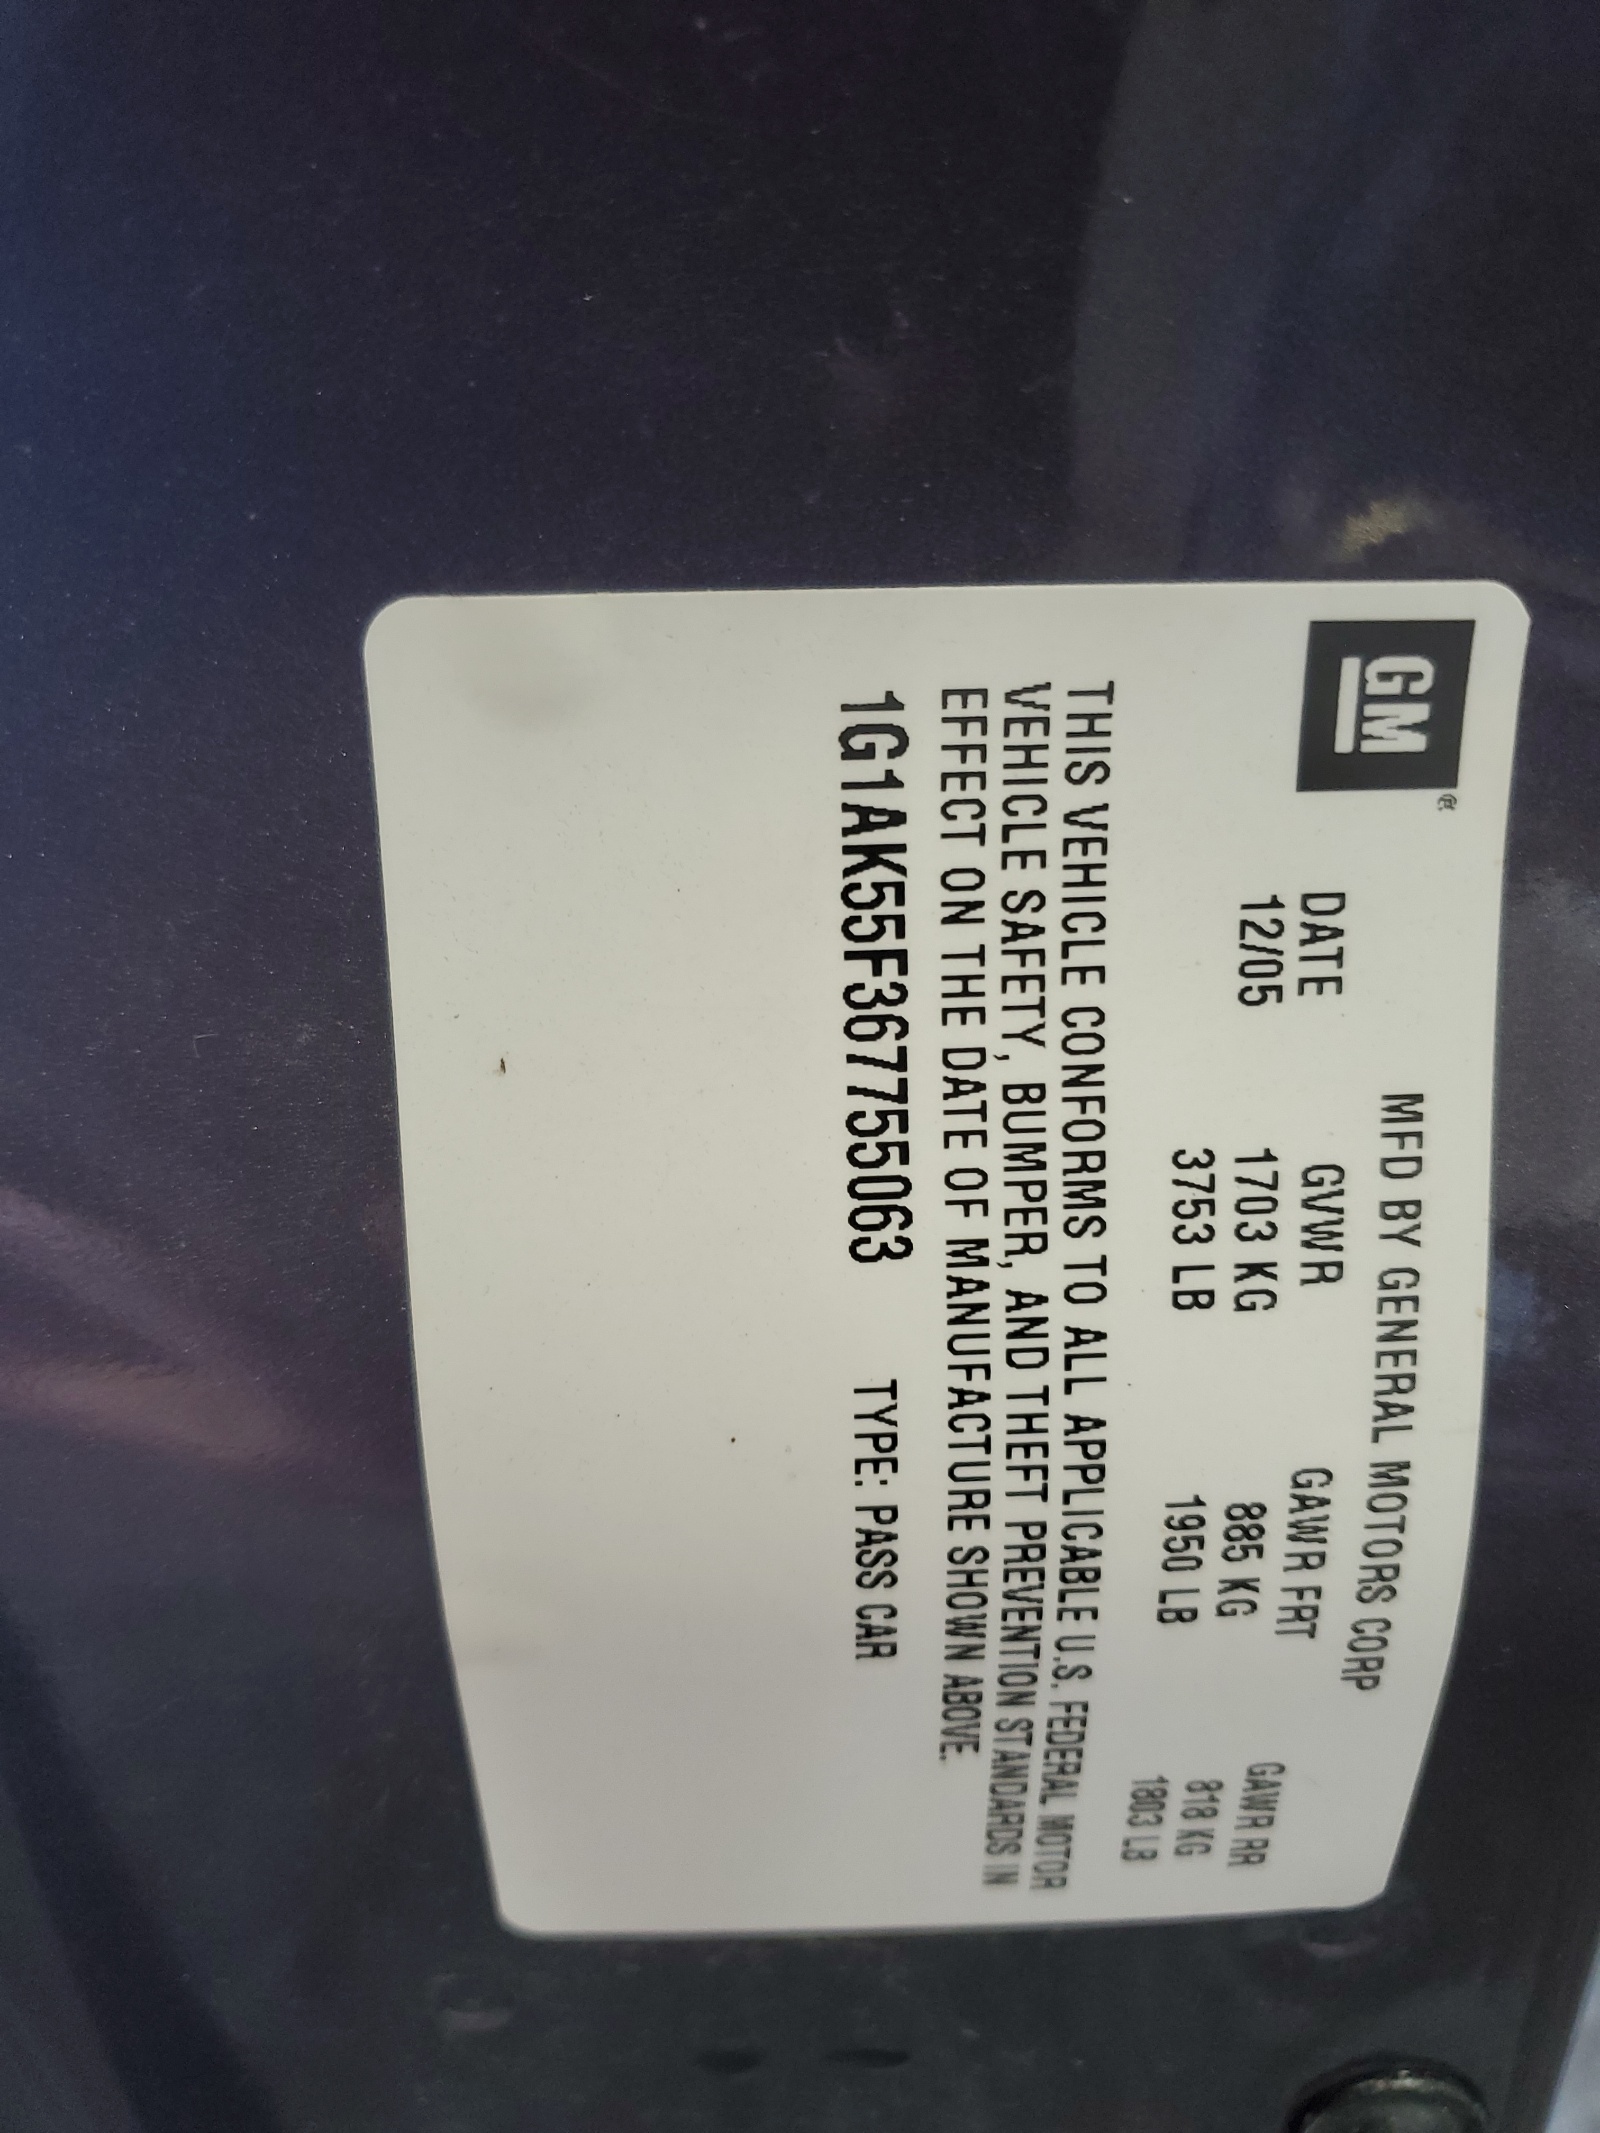 GM®
MFD BY GENERAL MOTORS CORP
DATE GVWR GAWR FRT GAWR RR
12/05 1703 KG 885 KG 818 KG
3753 LB 1950 LB 1803 LB
THIS VEHICLE CONFORMS TO ALL APPLICABLE U.S. FEDERAL MOTOR
VEHICLE SAFETY, BUMPER, AND THEFT PREVENTION STANDARDS IN
EFFECT ON THE DATE OF MANUFACTURE SHOWN ABOVE.
1G1AK55F367755063 TYPE: PASS CAR